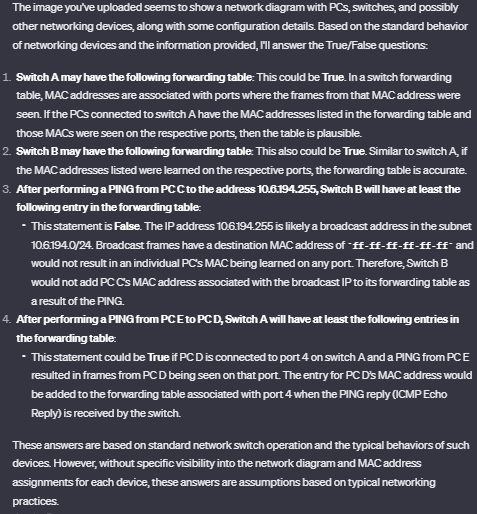 The image you've uploaded seems to show a network diagram with PCs, switches, and possibly
other networking devices, along with some configuration details. Based on the standard behavior
of networking devices and the information provided, I'll answer the True/False questions:
1. Switch A may have the following forwarding table: This could be True. In a switch forwarding
table, MAC addresses are associated with ports where the frames from that MAC address were
seen. If the PCs connected to switch A have the MAC addresses listed in the forwarding table and
those MACs were seen on the respective ports, then the table is plausible.
2. Switch B may have the following forwarding table: This also could be True. Similar to switch A, if
the MAC addresses listed were learned on the respective ports, the forwarding table is accurate.
3. After performing a PING from PC C to the address 10.6.194.255, Switch B will have at least the
following entry in the forwarding table:
• This statement is False. The IP address 10.6.194.255 is likely a broadcast address in the subnet
10.6.194.0/24. Broadcast frames have a destination MAC address of `ff-ff-ff-ff-ff-ff` and
would not result in an individual PC's MAC being learned on any port. Therefore, Switch B
would not add PC C's MAC address associated with the broadcast IP to its forwarding table as
a result of the PING.
4. After performing a PING from PC E to PC D, Switch A will have at least the following entries in
the forwarding table:
• This statement could be True if PC D is connected to port 4 on switch A and a PING from PC E
resulted in frames from PC D being seen on that port. The entry for PC D's MAC address would
be added to the forwarding table associated with port 4 when the PING reply (ICMP Echo
Reply) is received by the switch.
These answers are based on standard network switch operation and the typical behaviors of such
devices. However, without specific visibility into the network diagram and MAC address
assignments for each device, these answers are assumptions based on typical networking
practices.